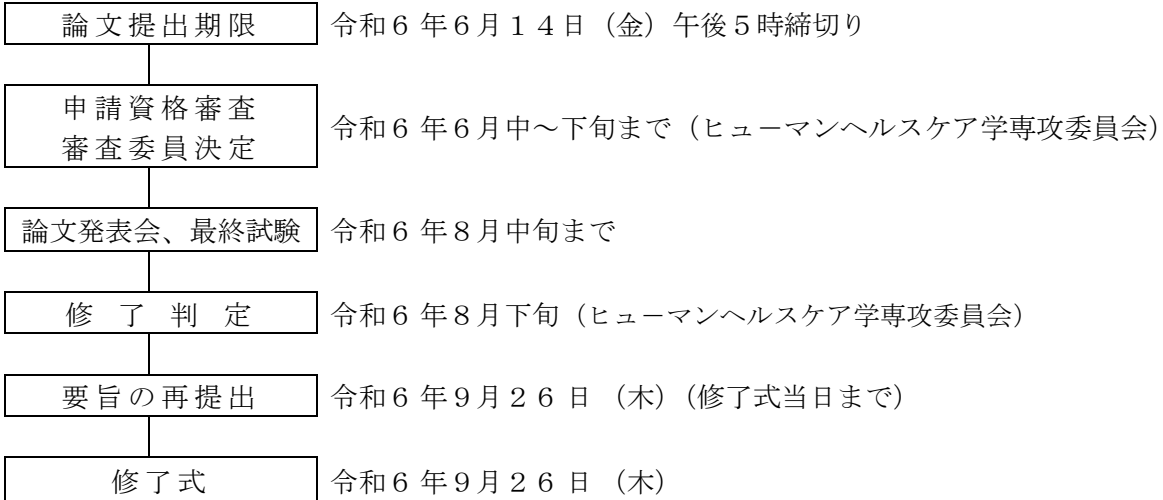 論文提出期限 令和6年6月14日（金）午後5時締切り
申請資格審査
審査委員決定 令和6年6月中～下旬まで（ヒューマンヘルスケア学専攻委員会）
論文発表会、最終試験 令和6年8月中旬まで
修了判定 令和6年8月下旬（ヒューマンヘルスケア学専攻委員会）
要旨の再提出 令和6年9月26日（木）（修了式当日まで）
修了式 令和6年9月26日（木）